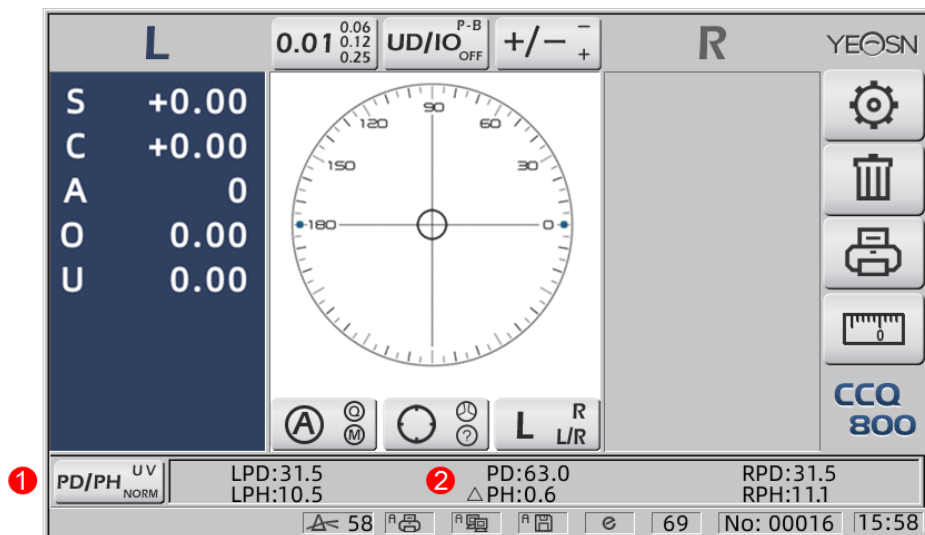 L
0.01 0.06
0.12
0.25
UD/IO P-B
OFF
+/− −
+
R
YEOSN
S +0.00
C +0.00
A 0
O 0.00
U 0.00
90
120 60
150 30
180 0
0
A Q
M
?
L R
L/R
CCQ
800
1
PD/PH UV
NORM
LPD:31.5
LPH:10.5
2
PD:63.0
△PH:0.6
RPD:31.5
RPH:11.1
58
A
A
A
e
69
No: 00016
15:58